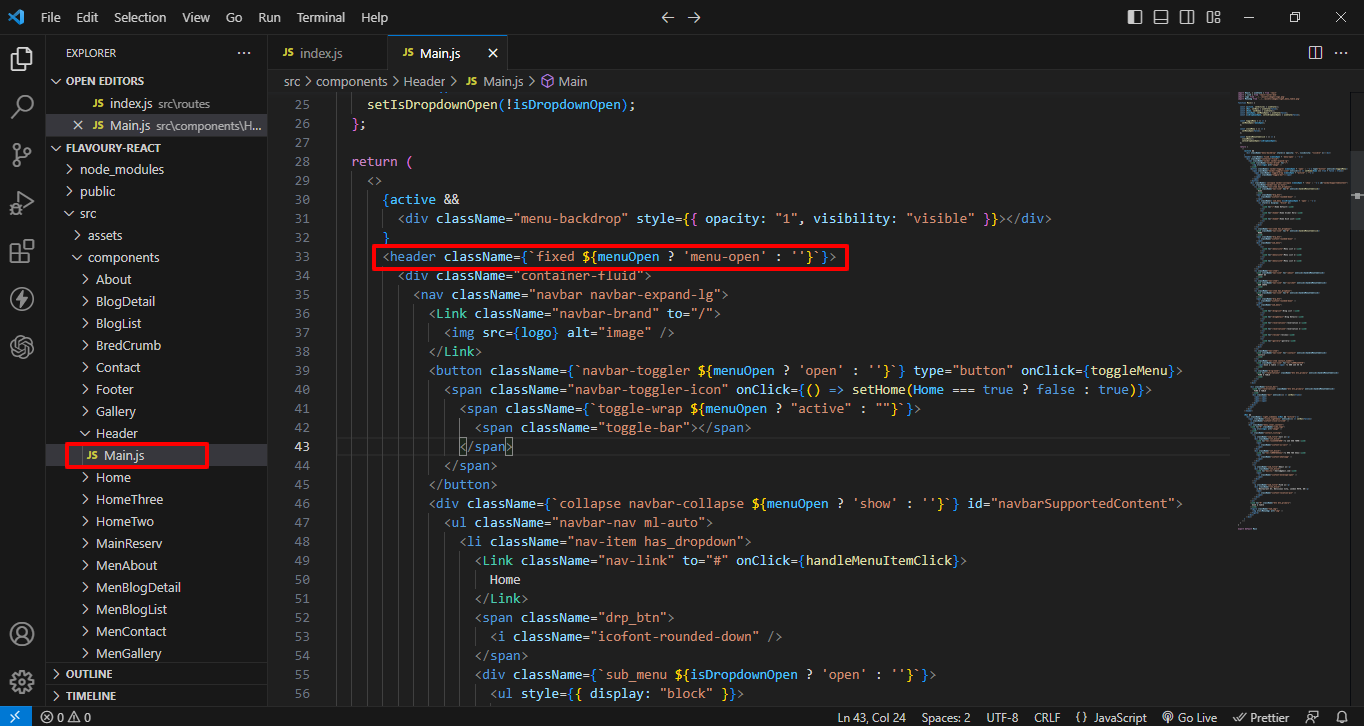 File Edit Selection View Go Run Terminal Help
EXPLORER
OPEN EDITORS
JS index.js src\routes
JS Main.js src\components\H...
FLAVOURY-REACT
node_modules
public
src
assets
components
About
BlogDetail
BlogList
BredCrumb
Contact
Footer
Gallery
Header
JS Main.js
Home
HomeThree
HomeTwo
MainReserv
MenAbout
MenBlogDetail
MenBlogList
MenContact
MenGallery
OUTLINE
TIMELINE
JS index.js JS Main.js
src > components > Header > JS Main.js > Main
25 setIsDropdownOpen(!isDropdownOpen);
26 };
27
28 return (
29 <>
30 {active &&
31 <div className="menu-backdrop" style={{ opacity: "1", visibility: "visible" }}></div>
32 }
33 <header className={`fixed ${menuOpen ? 'menu-open' : ''}`}>
34 <div className="container-fluid">
35 <nav className="navbar navbar-expand-lg">
36 <Link className="navbar-brand" to="/">
37 <img src={logo} alt="image" />
38 </Link>
39 <button className={`navbar-toggler ${menuOpen ? 'open' : ''}`} type="button" onClick={toggleMenu}>
40 <span className="navbar-toggler-icon" onClick={() => setHome(Home === true ? false : true)}>
41 <span className={`toggle-wrap ${menuOpen ? "active" : ""}`}>
42 <span className="toggle-bar"></span>
43 </span>
44 </span>
45 </button>
46 <div className={`collapse navbar-collapse ${menuOpen ? 'show' : ''}`} id="navbarSupportedContent">
47 <ul className="navbar-nav ml-auto">
48 <li className="nav-item has_dropdown">
49 <Link className="nav-link" to="#" onClick={handleMenuItemClick}>
50 Home
51 </Link>
52 <span className="drp_btn">
53 <i className="icofont-rounded-down" />
54 </span>
55 <div className={`sub_menu ${isDropdownOpen ? 'open' : ''}`}>
56 <ul style={{ display: "block" }}>
0 0 Ln 43, Col 24 Spaces: 2 UTF-8 CRLF {} JavaScript Go Live Prettier